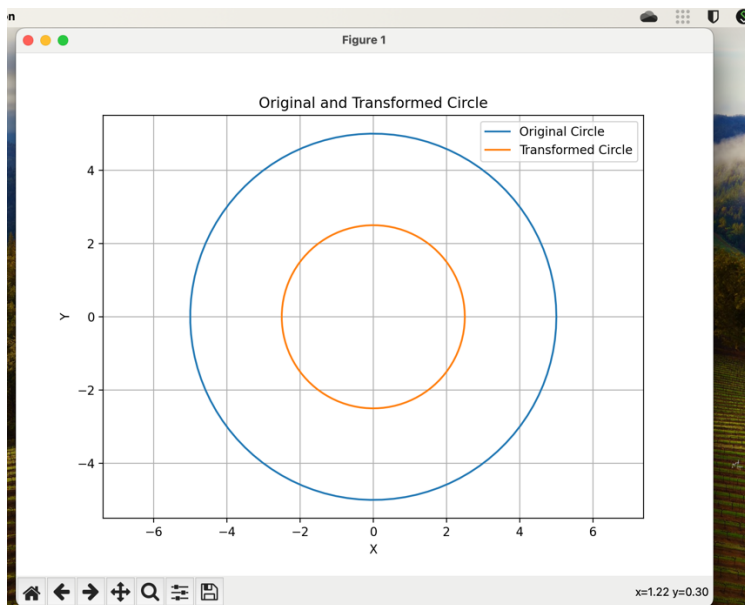 on
Figure 1
Original and Transformed Circle
Original Circle
Transformed Circle
4
2
0
−2
−4
Y
−6
−4
−2
0
2
4
6
X
x=1.22 y=0.30